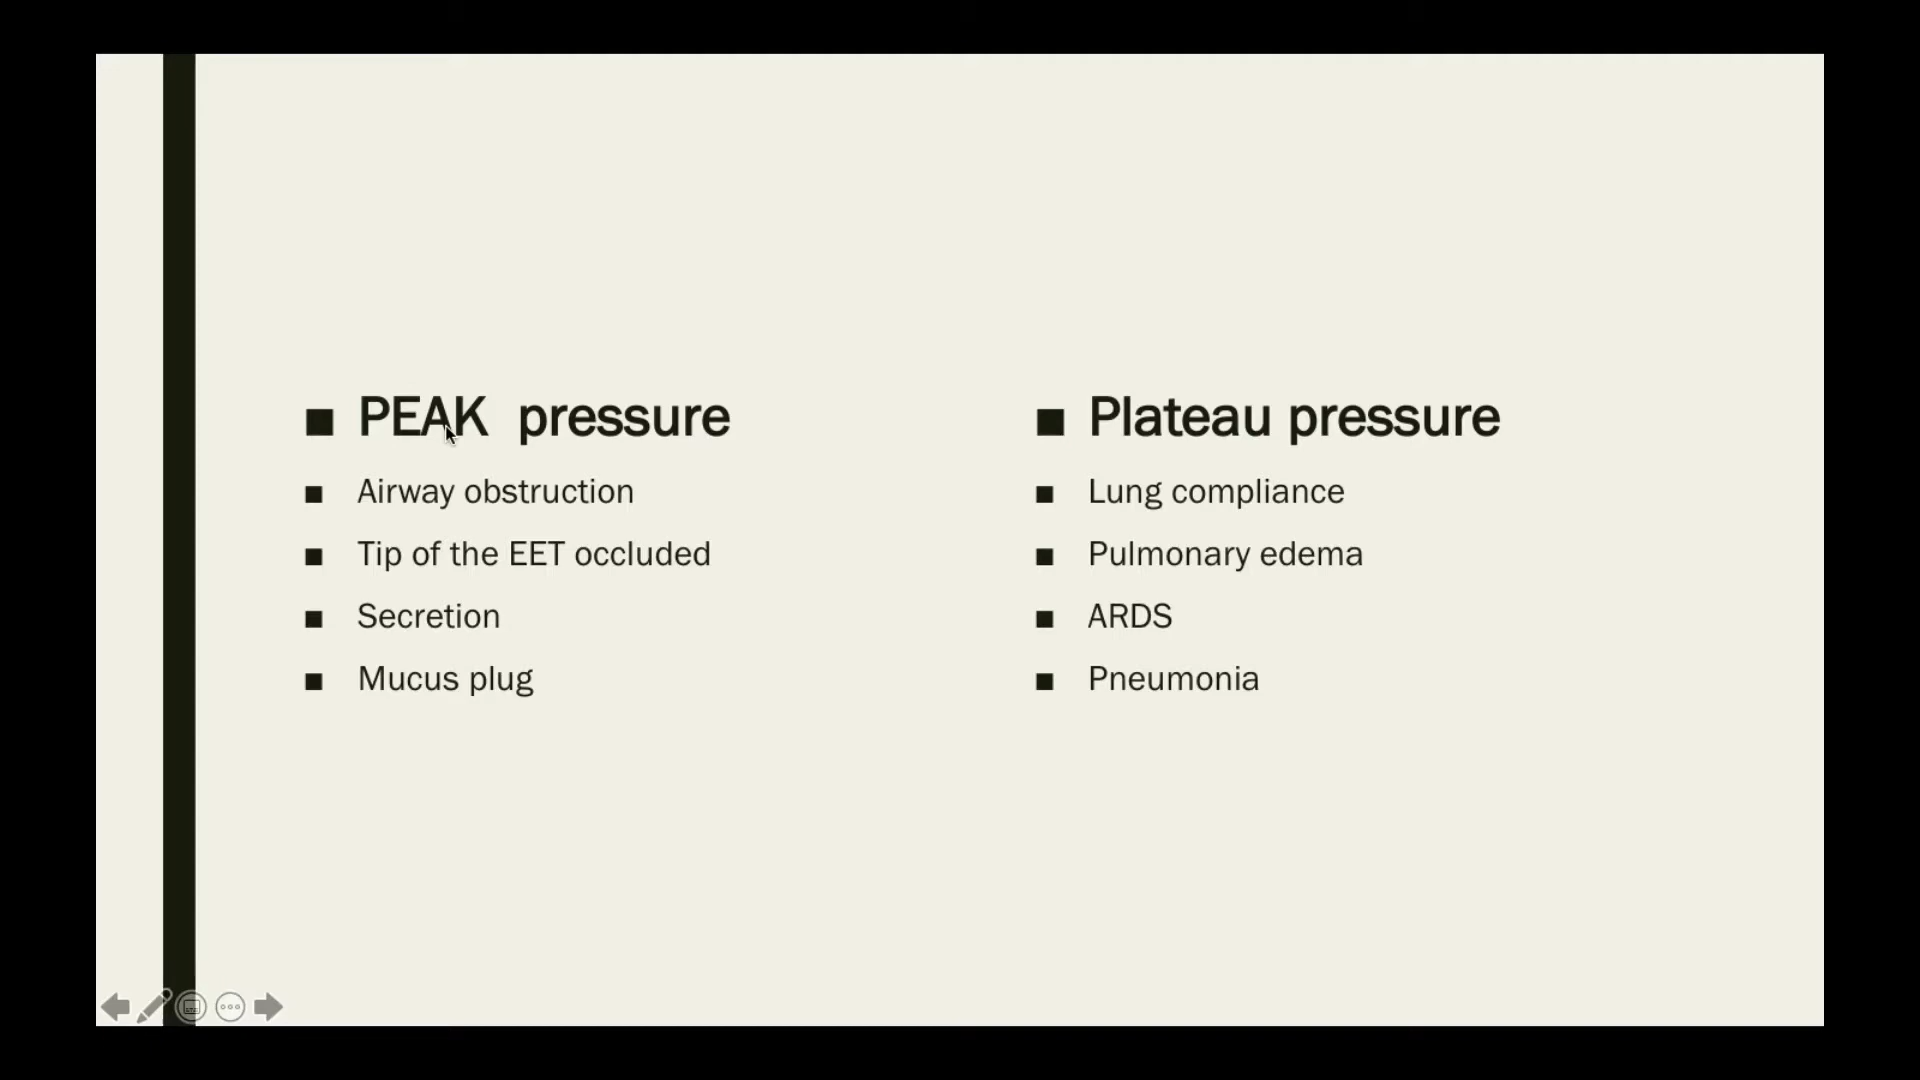 PEAK pressure
Airway obstruction
Tip of the EET occluded
Secretion
Mucus plug
Plateau pressure
Lung compliance
Pulmonary edema
ARDS
Pneumonia